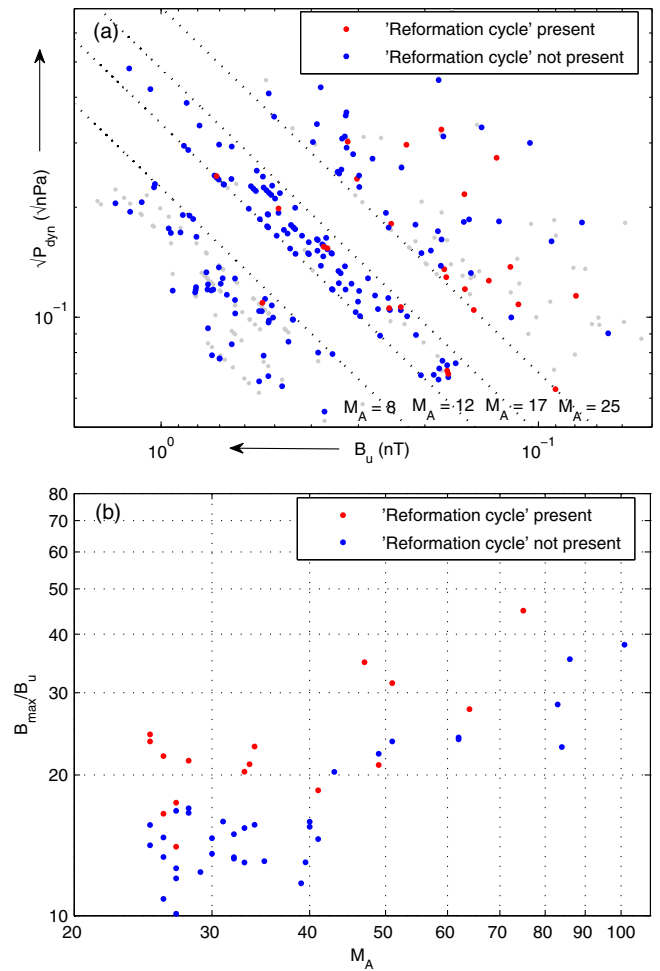 (a)
'Reformation cycle' present
'Reformation cycle' not present
√P_dyn (√nPa)
10^-1
M_A = 8
M_A = 12
M_A = 17
M_A = 25
10^0
10^-1
B_u (nT)
(b)
'Reformation cycle' present
'Reformation cycle' not present
B_max/B_u
80
70
60
50
40
30
20
10
20
30
40
50
60
70
80
90
100
M_A